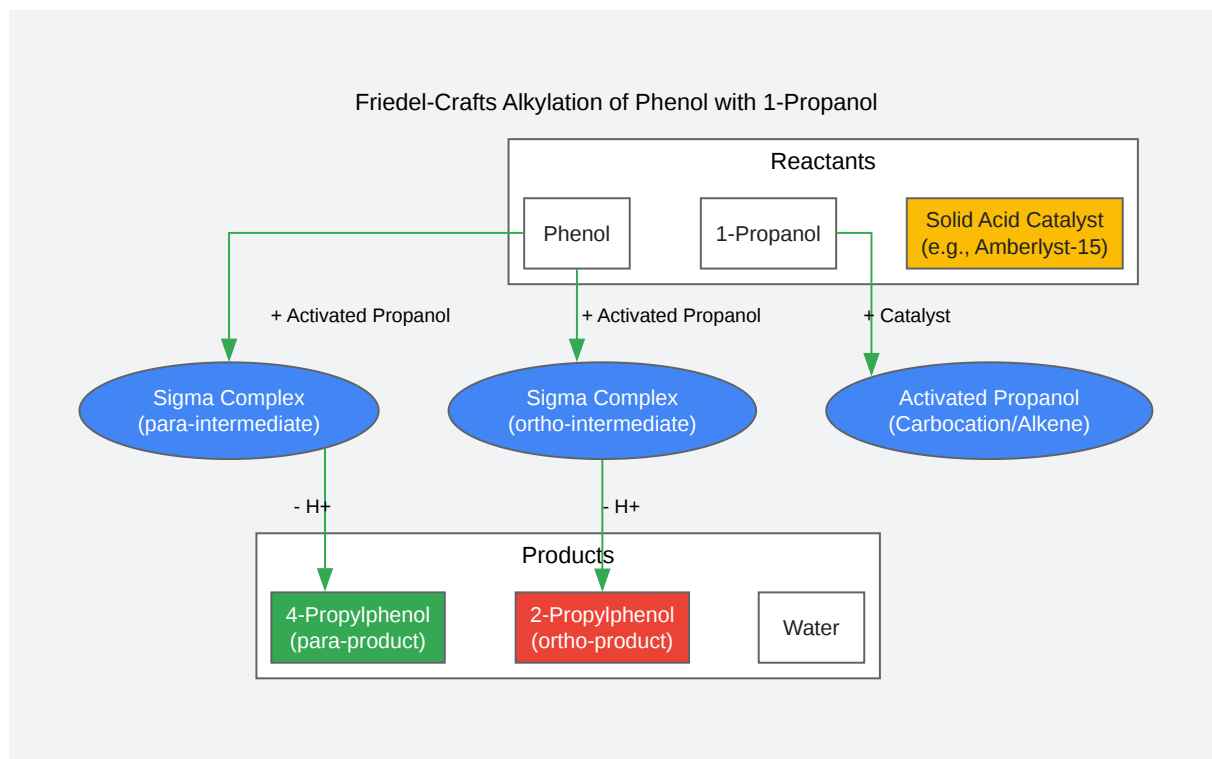 Friedel-Crafts Alkylation of Phenol with 1-Propanol
Reactants
Phenol
1-Propanol
Solid Acid Catalyst
(e.g., Amberlyst-15)
+ Activated Propanol
+ Activated Propanol
+ Catalyst
Sigma Complex
(para-intermediate)
Sigma Complex
(ortho-intermediate)
Activated Propanol
(Carbocation/Alkene)
- H+
- H+
Products
4-Propylphenol
(para-product)
2-Propylphenol
(ortho-product)
Water